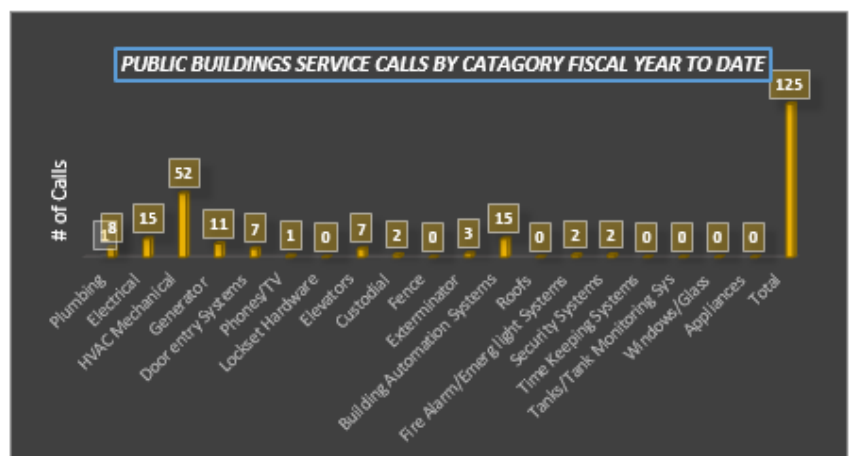 PUBLIC BUILDINGS SERVICE CALLS BY CATAGORY FISCAL YEAR TO DATE
# of Calls
1 8 15 52 11 7 1 0 7 2 0 3 15 0 2 2 0 0 0 0 125
Plumbing
Electrical
HVAC Mechanical
Generator
Door entry Systems
Phones/TV
Lockset Hardware
Elevators
Custodial
Fence
Exterminator
Building Automation Systems
Roofs
Fire Alarm/Emerg light Systems
Security Systems
Time Keeping Systems
Tanks/Tank Monitoring Sys
Windows/Glass
Appliances
Total